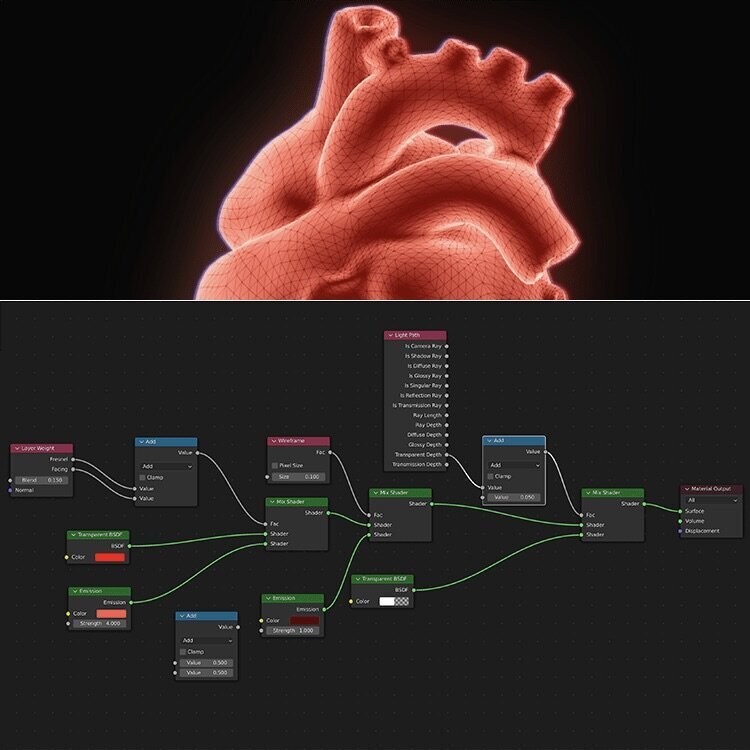 Light Path
Is Camera Ray
Is Shadow Ray
Is Diffuse Ray
Is Glossy Ray
Is Singular Ray
Is Reflection Ray
Is Transmission Ray
Ray Length
Ray Depth
Diffuse Depth
Glossy Depth
Transparent Depth
Transmission Depth
Layer Weight
Fresnel
Facing
Blend 0.150
Normal
Add
Value
Add
Clamp
Value
Value
Wireframe
Fac
Pixel Size
Size 0.100
Mix Shader
Shader
Fac
Shader
Shader
Mix Shader
Shader
Fac
Shader
Shader
Add
Value
Add
Clamp
Value
Value 0.050
Mix Shader
Shader
Fac
Shader
Shader
Material Output
All
Surface
Volume
Displacement
Transparent BSDF
BSDF
Color
Emission
Emission
Color
Strength 4.000
Add
Value
Add
Clamp
Value 0.500
Value 0.500
Emission
Emission
Color
Strength 1.000
Transparent BSDF
BSDF
Color